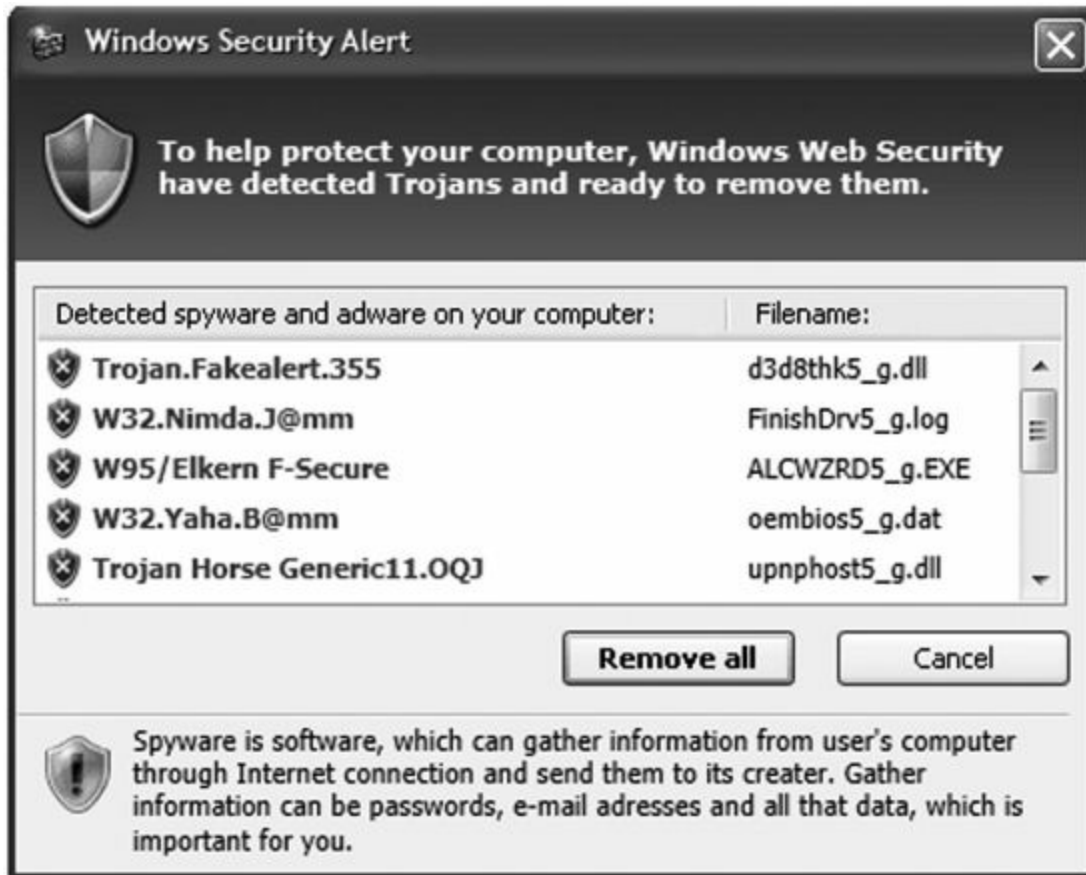 Windows Security Alert
To help protect your computer, Windows Web Security
have detected Trojans and ready to remove them.
Detected spyware and adware on your computer: Filename:
Trojan.Fakealert.355 d3d8thk5_g.dll
W32.Nimda.J@mm FinishDrv5_g.log
W95/Elkern F-Secure ALCWZRD5_g.EXE
W32.Yaha.B@mm oembios5_g.dat
Trojan Horse Generic11.OQJ upnphost5_g.dll
Remove all Cancel
Spyware is software, which can gather information from user's computer
through Internet connection and send them to its creater. Gather
information can be passwords, e-mail adresses and all that data, which is
important for you.